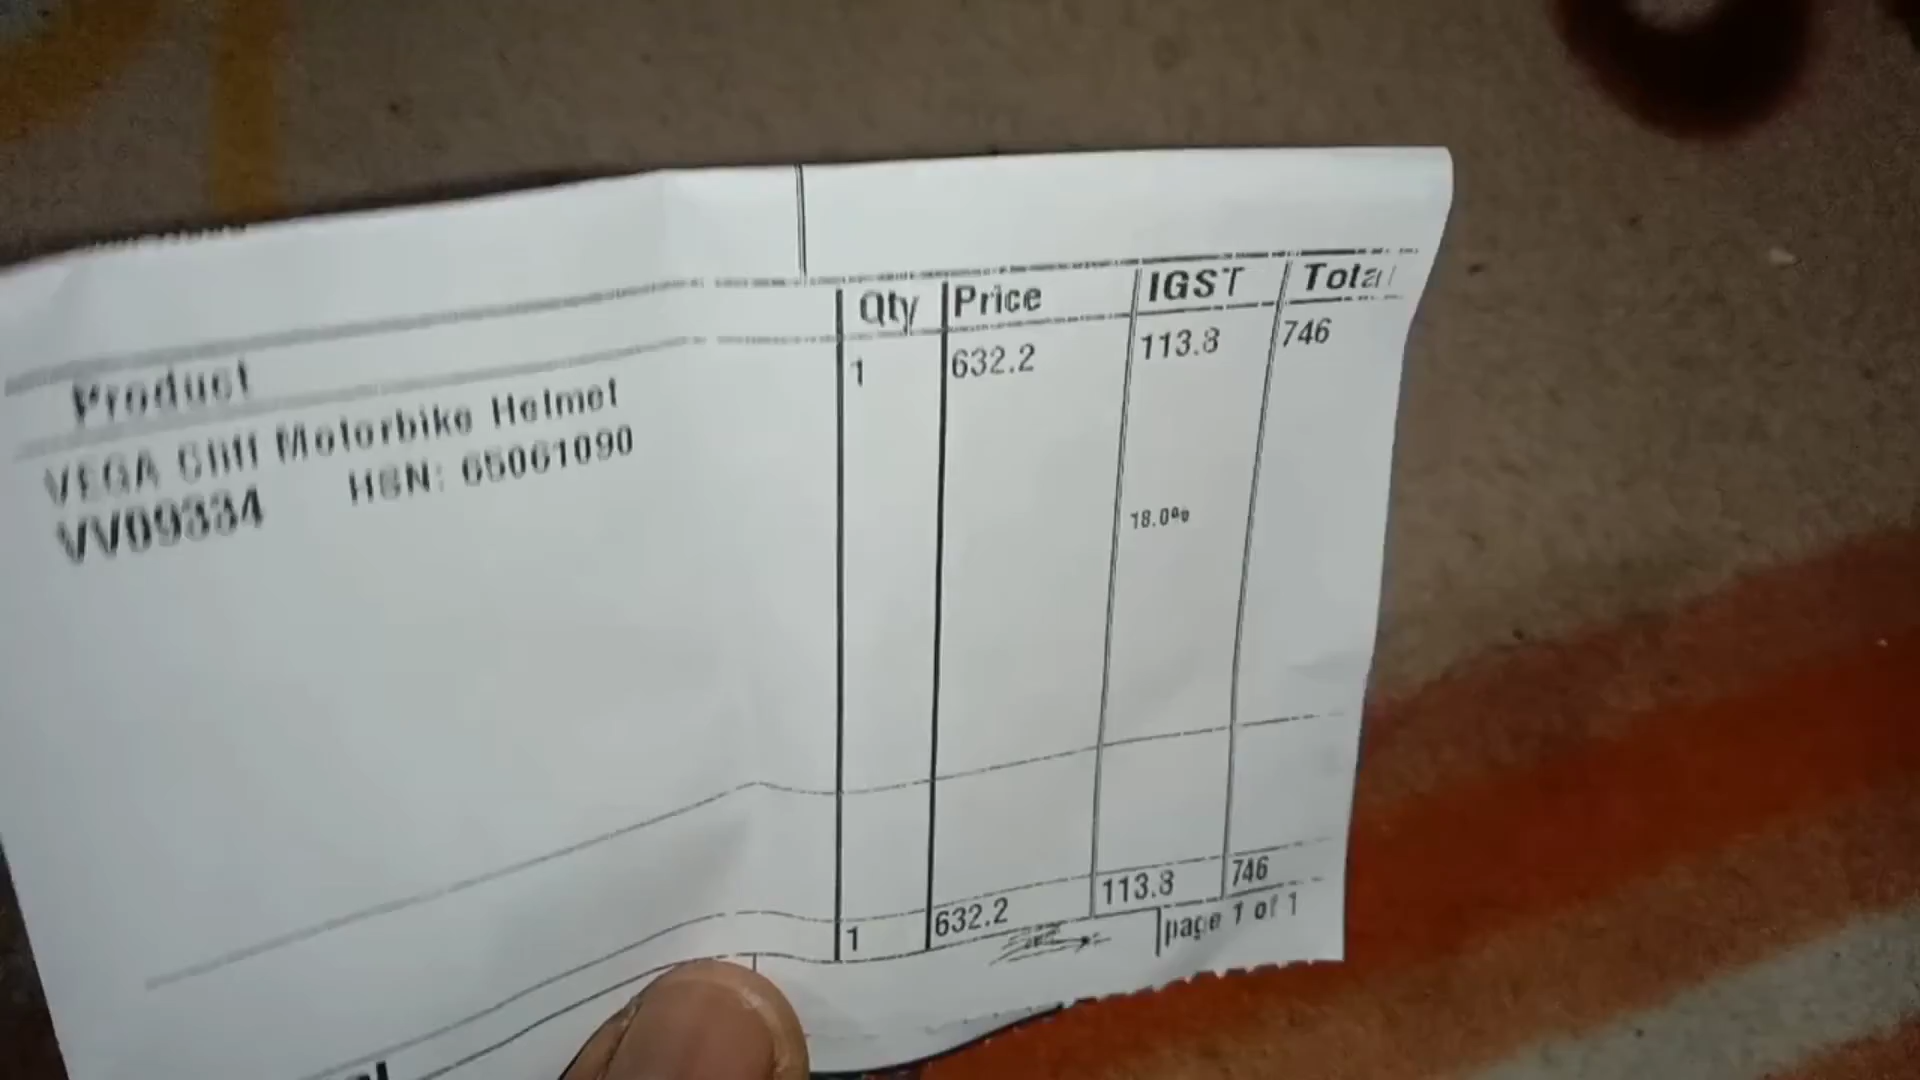 Product Qty Price IGST Total
VEGA Cliff Motorbike Helmet 1 632.2 113.8 746
VV09334 HSN: 65061090
18.0%
1 632.2 113.8 746
page 1 of 1